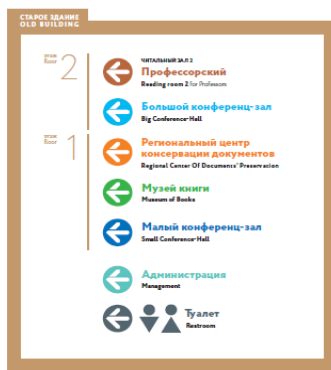 СТАРОЕ ЗДАНИЕ
OLD BUILDING
этаж
floor
2
ЧИТАЛЬНЫЙ ЗАЛ 2
Профессорский
Reading room 2 for Professors
Большой конференц-зал
Big Conference-Hall
этаж
floor
1
Региональный центр
консервации документов
Regional Center Of Documents' Preservation
Музей книги
Museum of Books
Малый конференц-зал
Small Conference-Hall
Администрация
Management
Туалет
Restroom